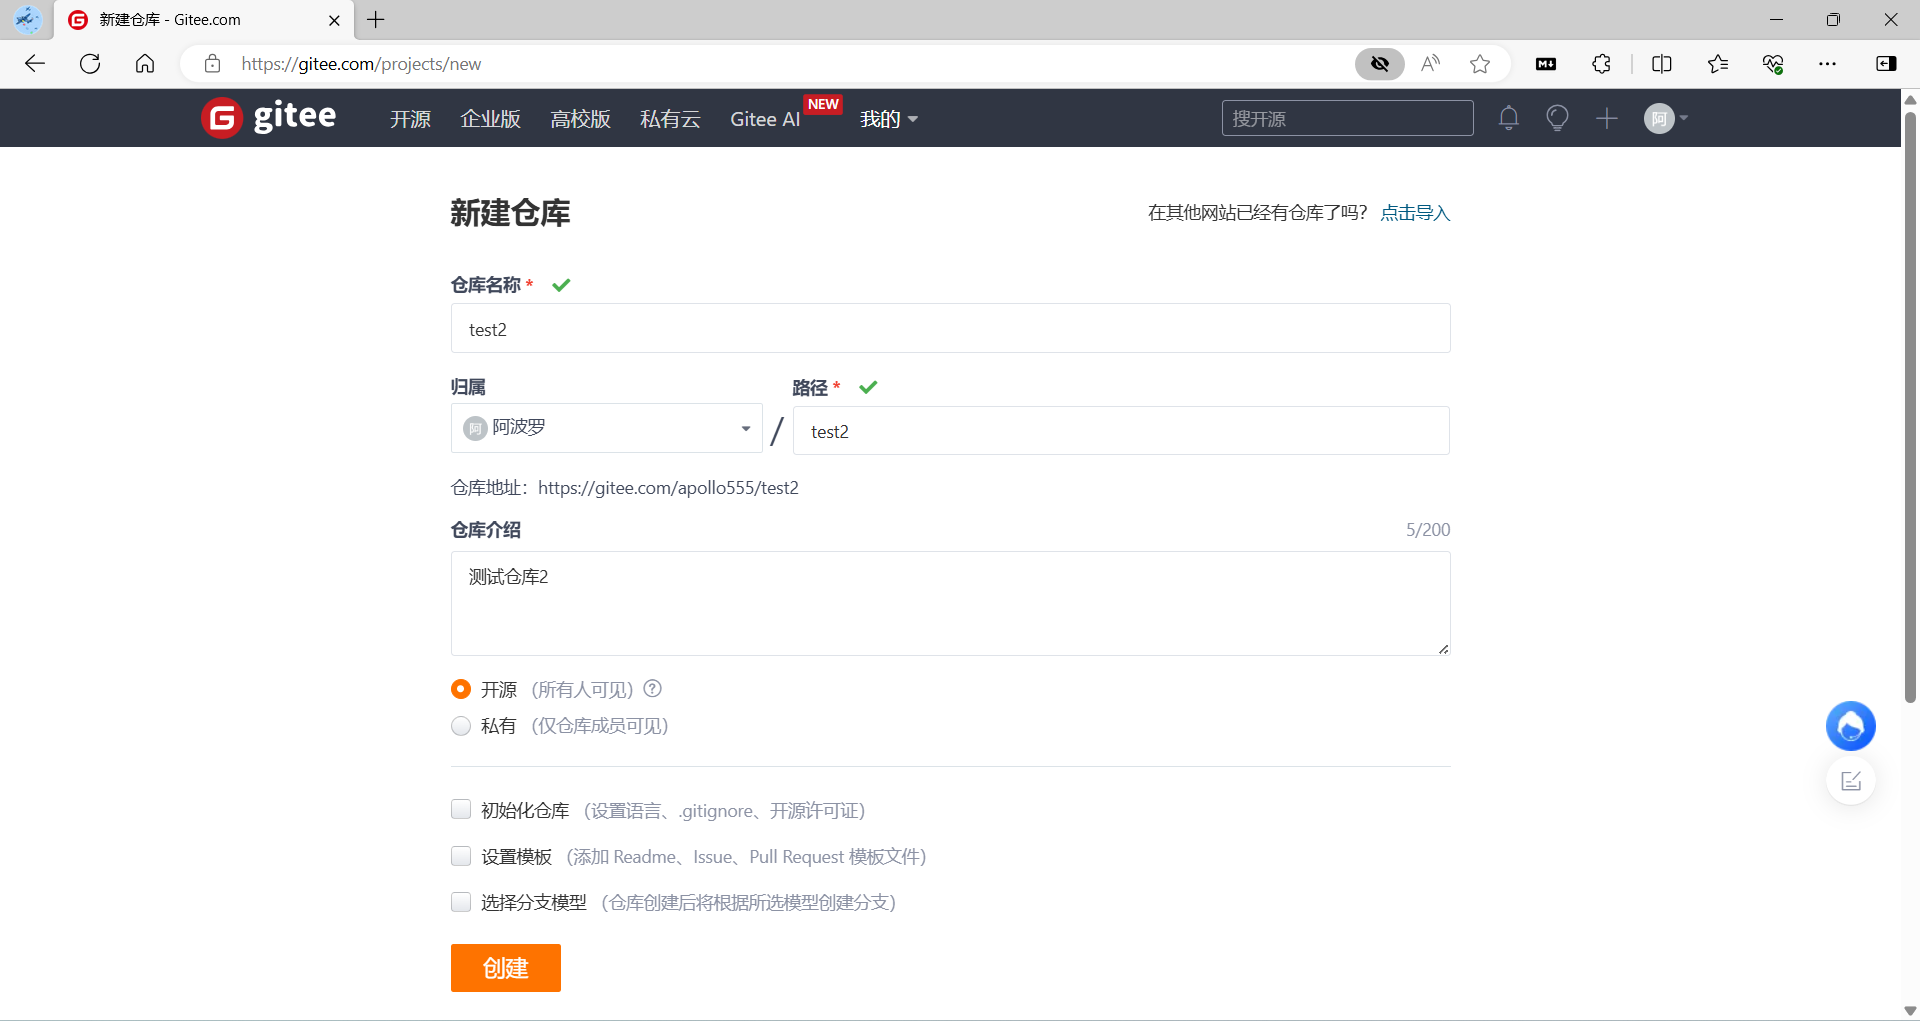 新建仓库 - Gitee.com
https://gitee.com/projects/new
gitee 开源 企业版 高校版 私有云 Gitee AI NEW 我的 搜开源 阿
新建仓库 在其他网站已经有仓库了吗？ 点击导入
仓库名称 *
test2
归属 路径 *
阿 阿波罗 / test2
仓库地址：https://gitee.com/apollo555/test2
仓库介绍 5/200
测试仓库2
开源 （所有人可见） ?
私有 （仅仓库成员可见）
初始化仓库 （设置语言、.gitignore、开源许可证）
设置模板 （添加 Readme、Issue、Pull Request 模板文件）
选择分支模型 （仓库创建后将根据所选模型创建分支）
创建